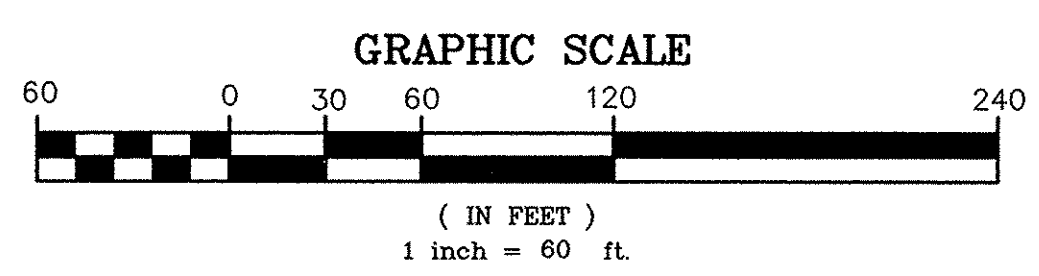 GRAPHIC SCALE
60 0 30 60 120 240
( IN FEET )
1 inch = 60 ft.